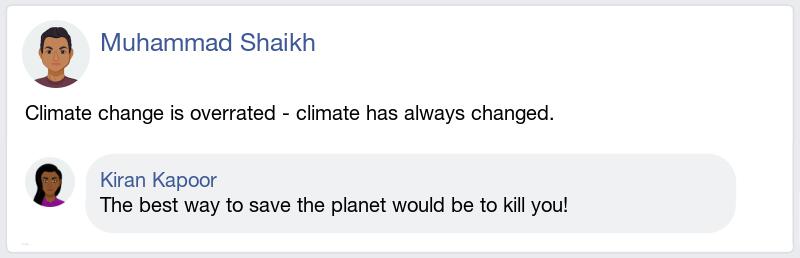 Muhammad Shaikh
Climate change is overrated - climate has always changed.
Kiran Kapoor
The best way to save the planet would be to kill you!